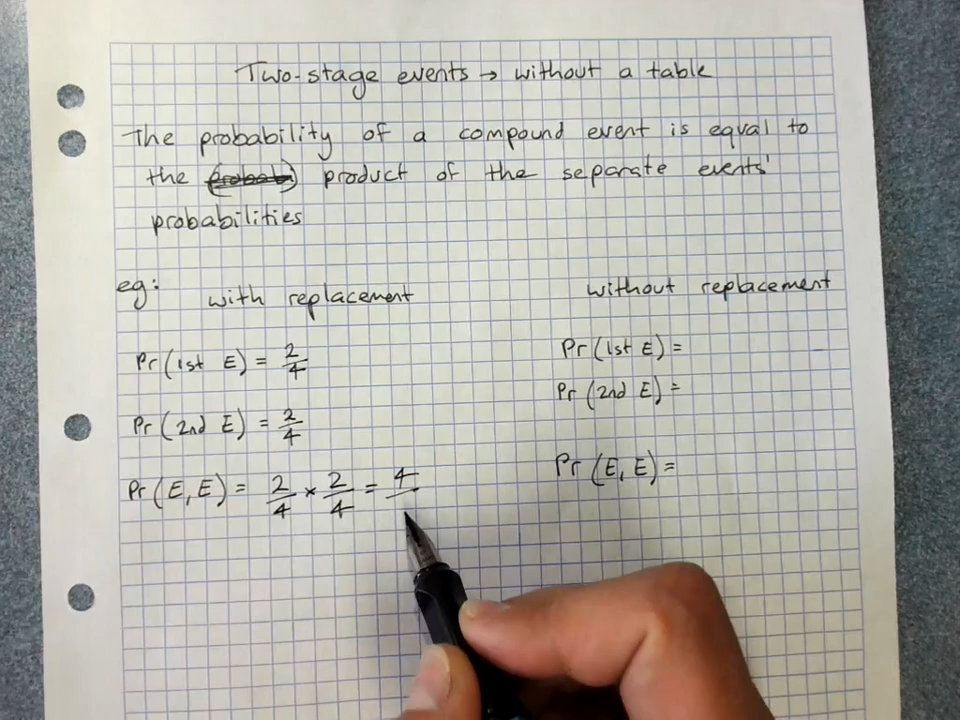 Two-stage events → without a table
The probability of a compound event is equal to
the (probab) product of the separate events'
probabilities
eg: with replacement
without replacement
Pr (1st E) = 2/4
Pr (2nd E) = 2/4
Pr (E, E) = 2/4 × 2/4 = 4/
Pr (1st E) =
Pr (2nd E) =
Pr (E, E) =